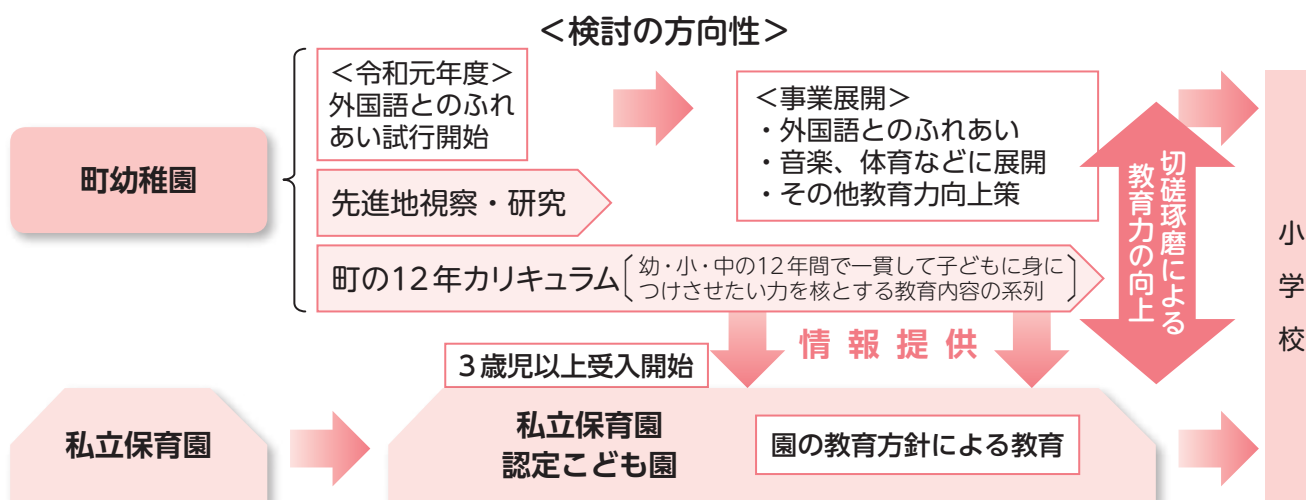 ＜検討の方向性＞
町幼稚園
＜令和元年度＞
外国語とのふれ
あい試行開始
先進地視察・研究
町の12年カリキュラム
幼・小・中の12年間で一貫して子どもに身に
つけさせたい力を核とする教育内容の系列
＜事業展開＞
・外国語とのふれあい
・音楽、体育などに展開
・その他教育力向上策
切磋琢磨による
教育力の向上
情報提供
３歳児以上受入開始
私立保育園
私立保育園
認定こども園
園の教育方針による教育
小学校